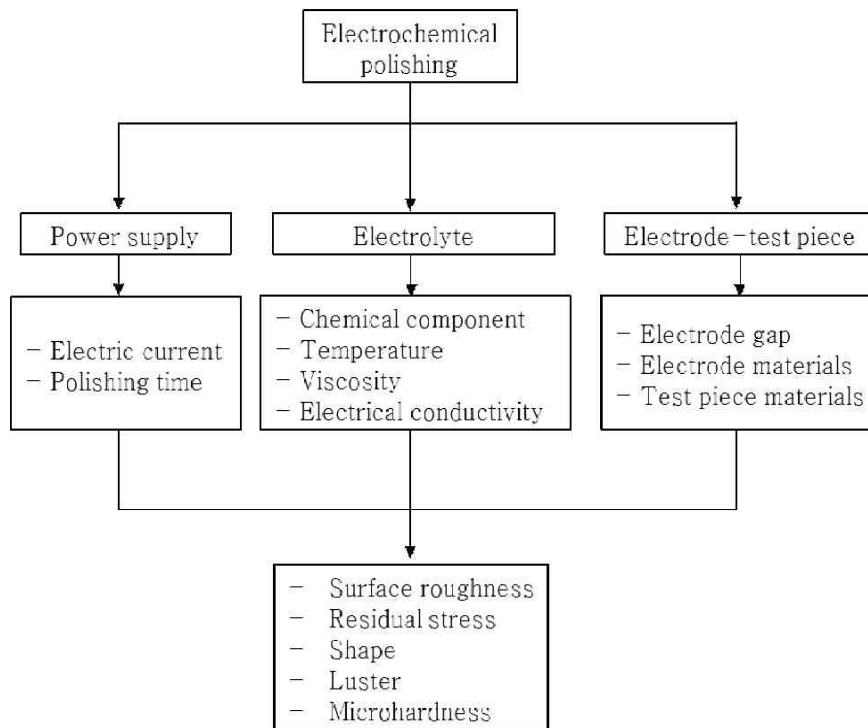 Electrochemical
polishing
Power supply
Electrolyte
Electrode-test piece
- Electric current
- Polishing time
- Chemical component
- Temperature
- Viscosity
- Electrical conductivity
- Electrode gap
- Electrode materials
- Test piece materials
- Surface roughness
- Residual stress
- Shape
- Luster
- Microhardness